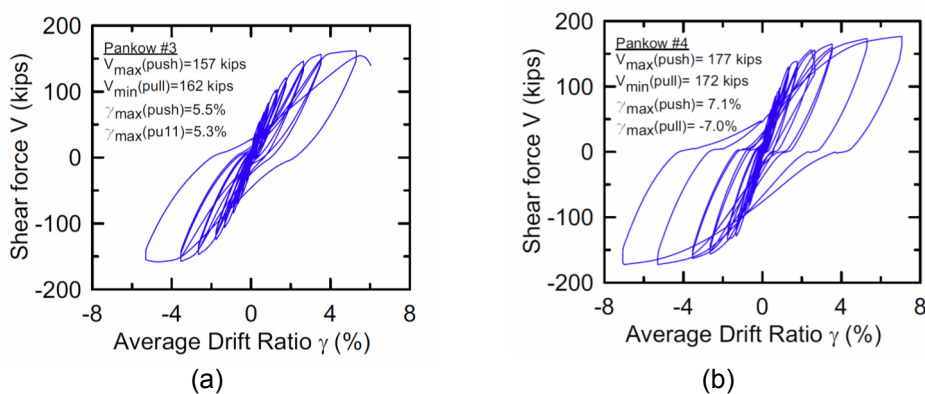 200
100
0
-100
-200
Shear force V (kips)
Pankow #3
Vmax(push)=157 kips
Vmin(pull)=162 kips
γmax(push)=5.5%
γmax(pu11)=5.3%
-8 -4 0 4 8
Average Drift Ratio γ (%)
(a)
200
100
0
-100
-200
Shear force V (kips)
Pankow #4
Vmax(push)= 177 kips
Vmin(pull)= 172 kips
γmax(push)= 7.1%
γmax(pull)= -7.0%
-8 -4 0 4 8
Average Drift Ratio γ (%)
(b)